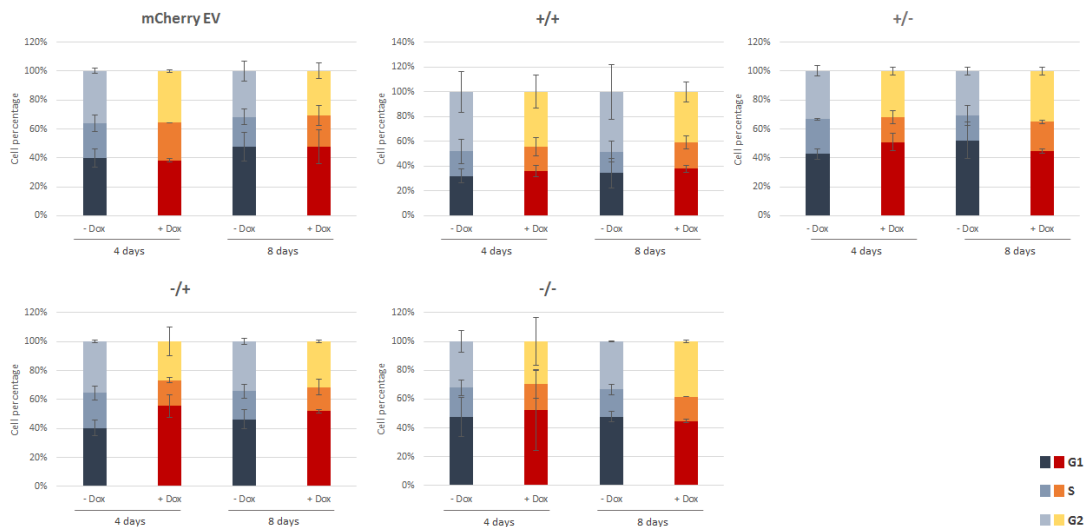 mCherry EV
Cell percentage
120%
100%
80%
60%
40%
20%
0%
- Dox
+ Dox
- Dox
+ Dox
4 days
8 days
+/+
Cell percentage
140%
120%
100%
80%
60%
40%
20%
0%
- Dox
+ Dox
- Dox
+ Dox
4 days
8 days
+/-
Cell percentage
120%
100%
80%
60%
40%
20%
0%
- Dox
+ Dox
- Dox
+ Dox
4 days
8 days
-/+
Cell percentage
120%
100%
80%
60%
40%
20%
0%
- Dox
+ Dox
- Dox
+ Dox
4 days
8 days
-/-
Cell percentage
120%
100%
80%
60%
40%
20%
0%
- Dox
+ Dox
- Dox
+ Dox
4 days
8 days
G1
S
G2